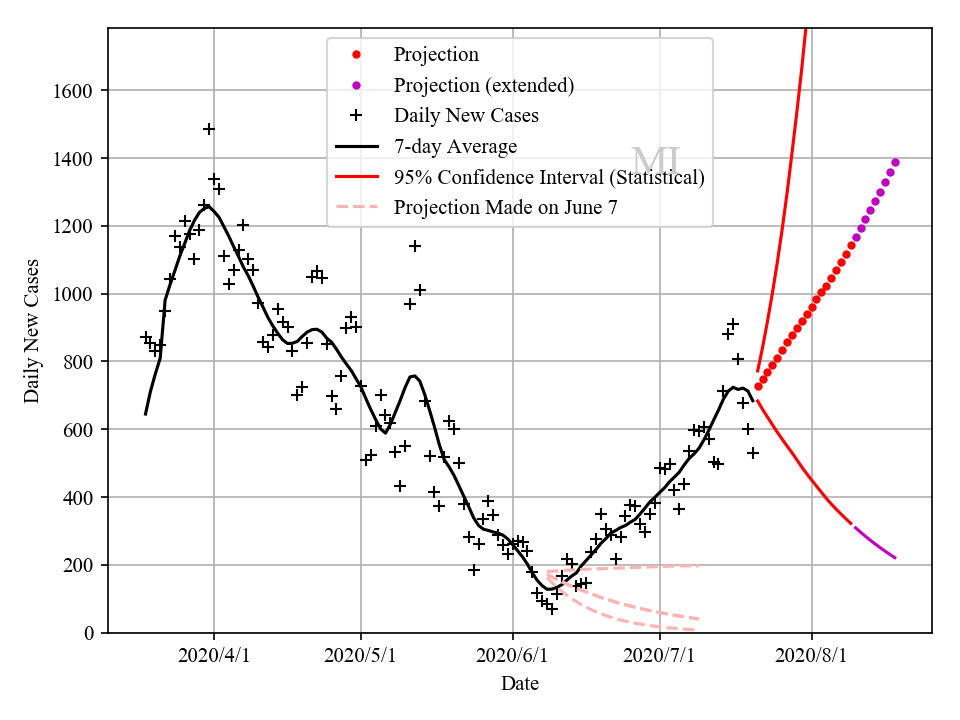 Projection
Projection (extended)
Daily New Cases
7-day Average
95% Confidence Interval (Statistical)
Projection Made on June 7
MI
1600
1400
1200
1000
800
600
400
200
0
Daily New Cases
2020/4/1
2020/5/1
2020/6/1
2020/7/1
2020/8/1
Date